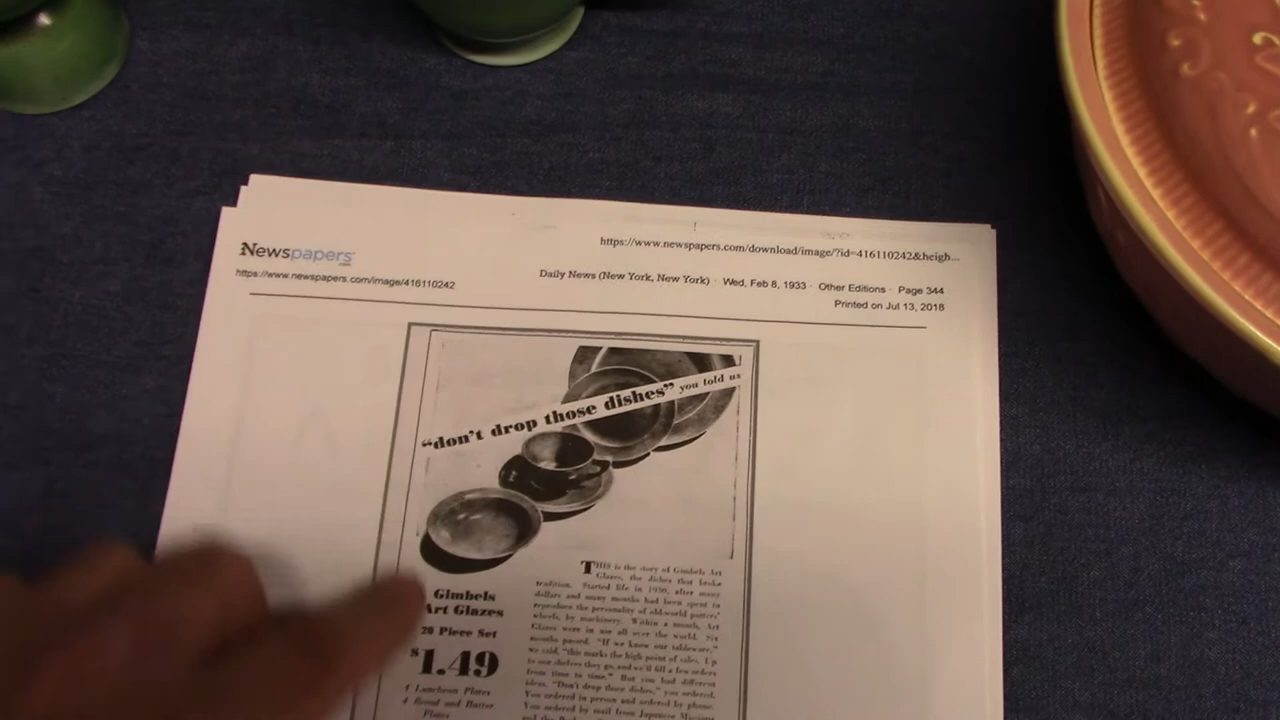 Newspapers
.com
https://www.newspapers.com/image/416110242
https://www.newspapers.com/download/image/?id=416110242&heigh...
Daily News (New York, New York) · Wed, Feb 8, 1933 · Other Editions · Page 344
Printed on Jul 13, 2018
“don't drop those dishes” you told us
Gimbels
Art Glazes
20 Piece Set
$1.49
4 Luncheon Plates
4 Bread and Butter
Plates
THIS is the story of Gimbels Art
Glazes, the dishes that broke
tradition. Started life in 1930, after many
dollars and many months had been spent to
reproduce the personality of old-world potters'
wheels, by machinery. Within a month, Art
Glazes were in use all over the world. Six
months passed. "If we know our tableware,"
we said, "this marks the high point of sales. Up
to our shelves they go, and we'll fill a few orders
from time to time." But you had different
ideas. "Don't drop those dishes," you ordered.
You ordered in person and ordered by phone.
You ordered by mail from Japanese Missions
and the